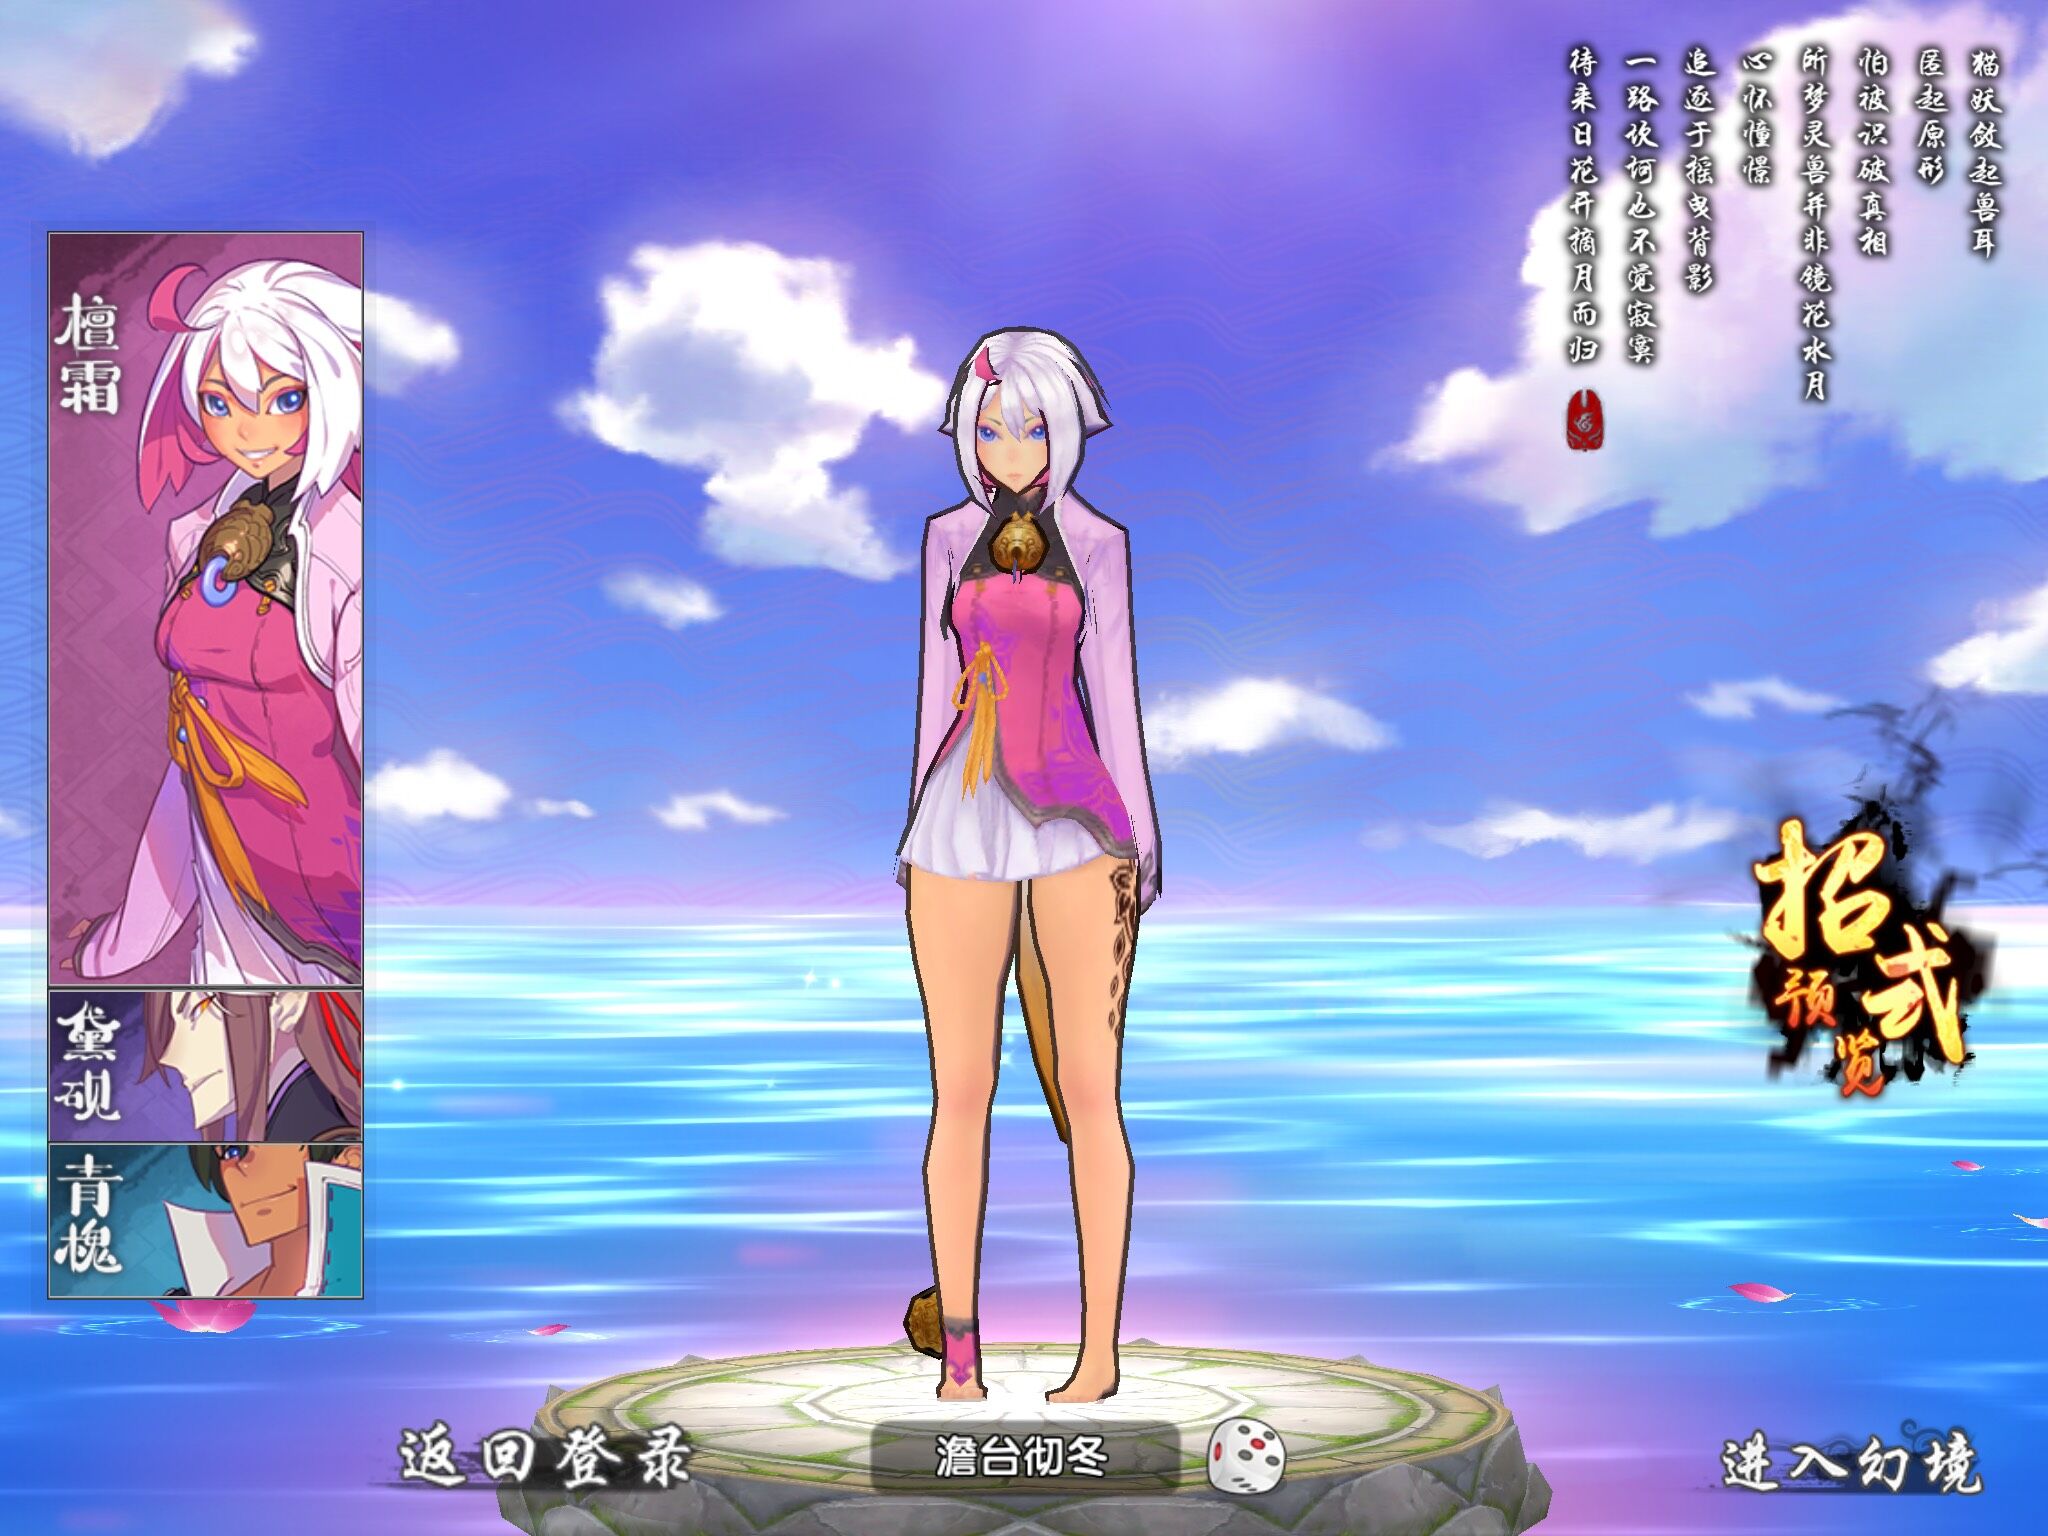 猫妖敛起兽耳
匿起原形
怕被识破真相
所梦灵兽并非镜花水月
心怀憧憬
追逐于摇曳背影
一路坎坷也不觉寂寞
待来日花开摘月而归
檀霜
黛砚
青槐
招式
预览
返回登录
澹台彻冬
进入幻境